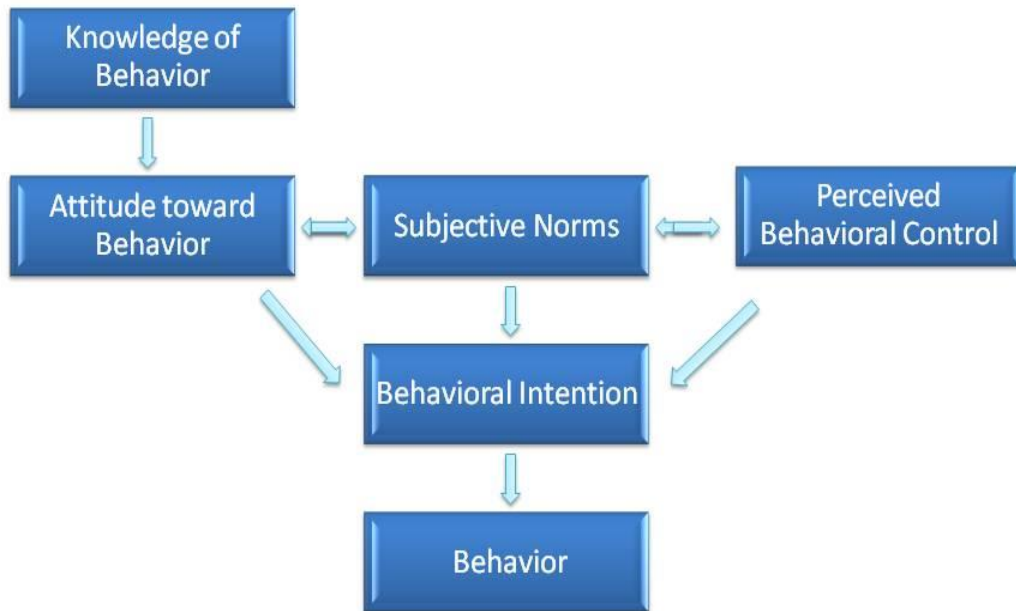 Knowledge of
Behavior
Attitude toward
Behavior
Subjective Norms
Perceived
Behavioral Control
Behavioral Intention
Behavior